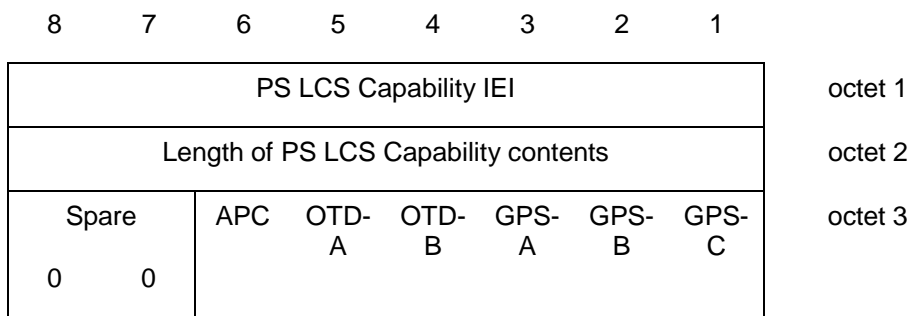 8 7 6 5 4 3 2 1
PS LCS Capability IEI octet 1
Length of PS LCS Capability contents octet 2
Spare APC OTD- OTD- GPS- GPS- GPS- octet 3
A B A B C
0 0